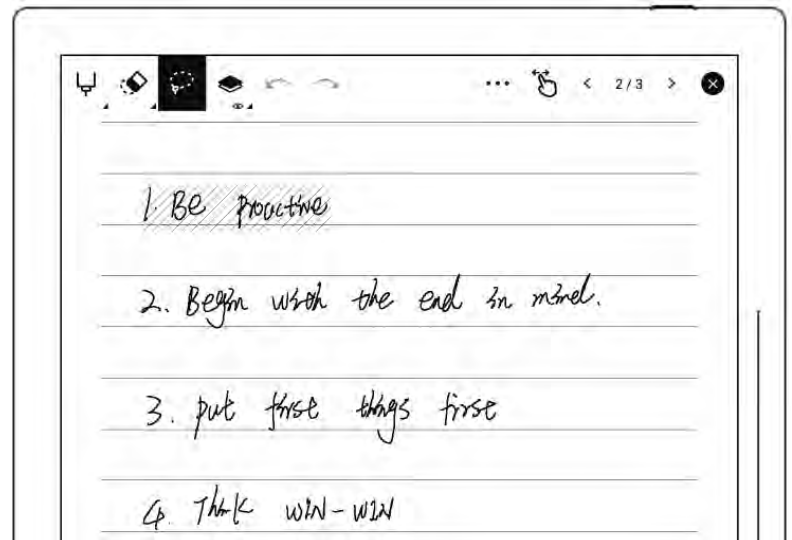 2/3
1. Be proactive
2. Begin with the end in mind.
3. put first things first
4. Think WIN-WIN